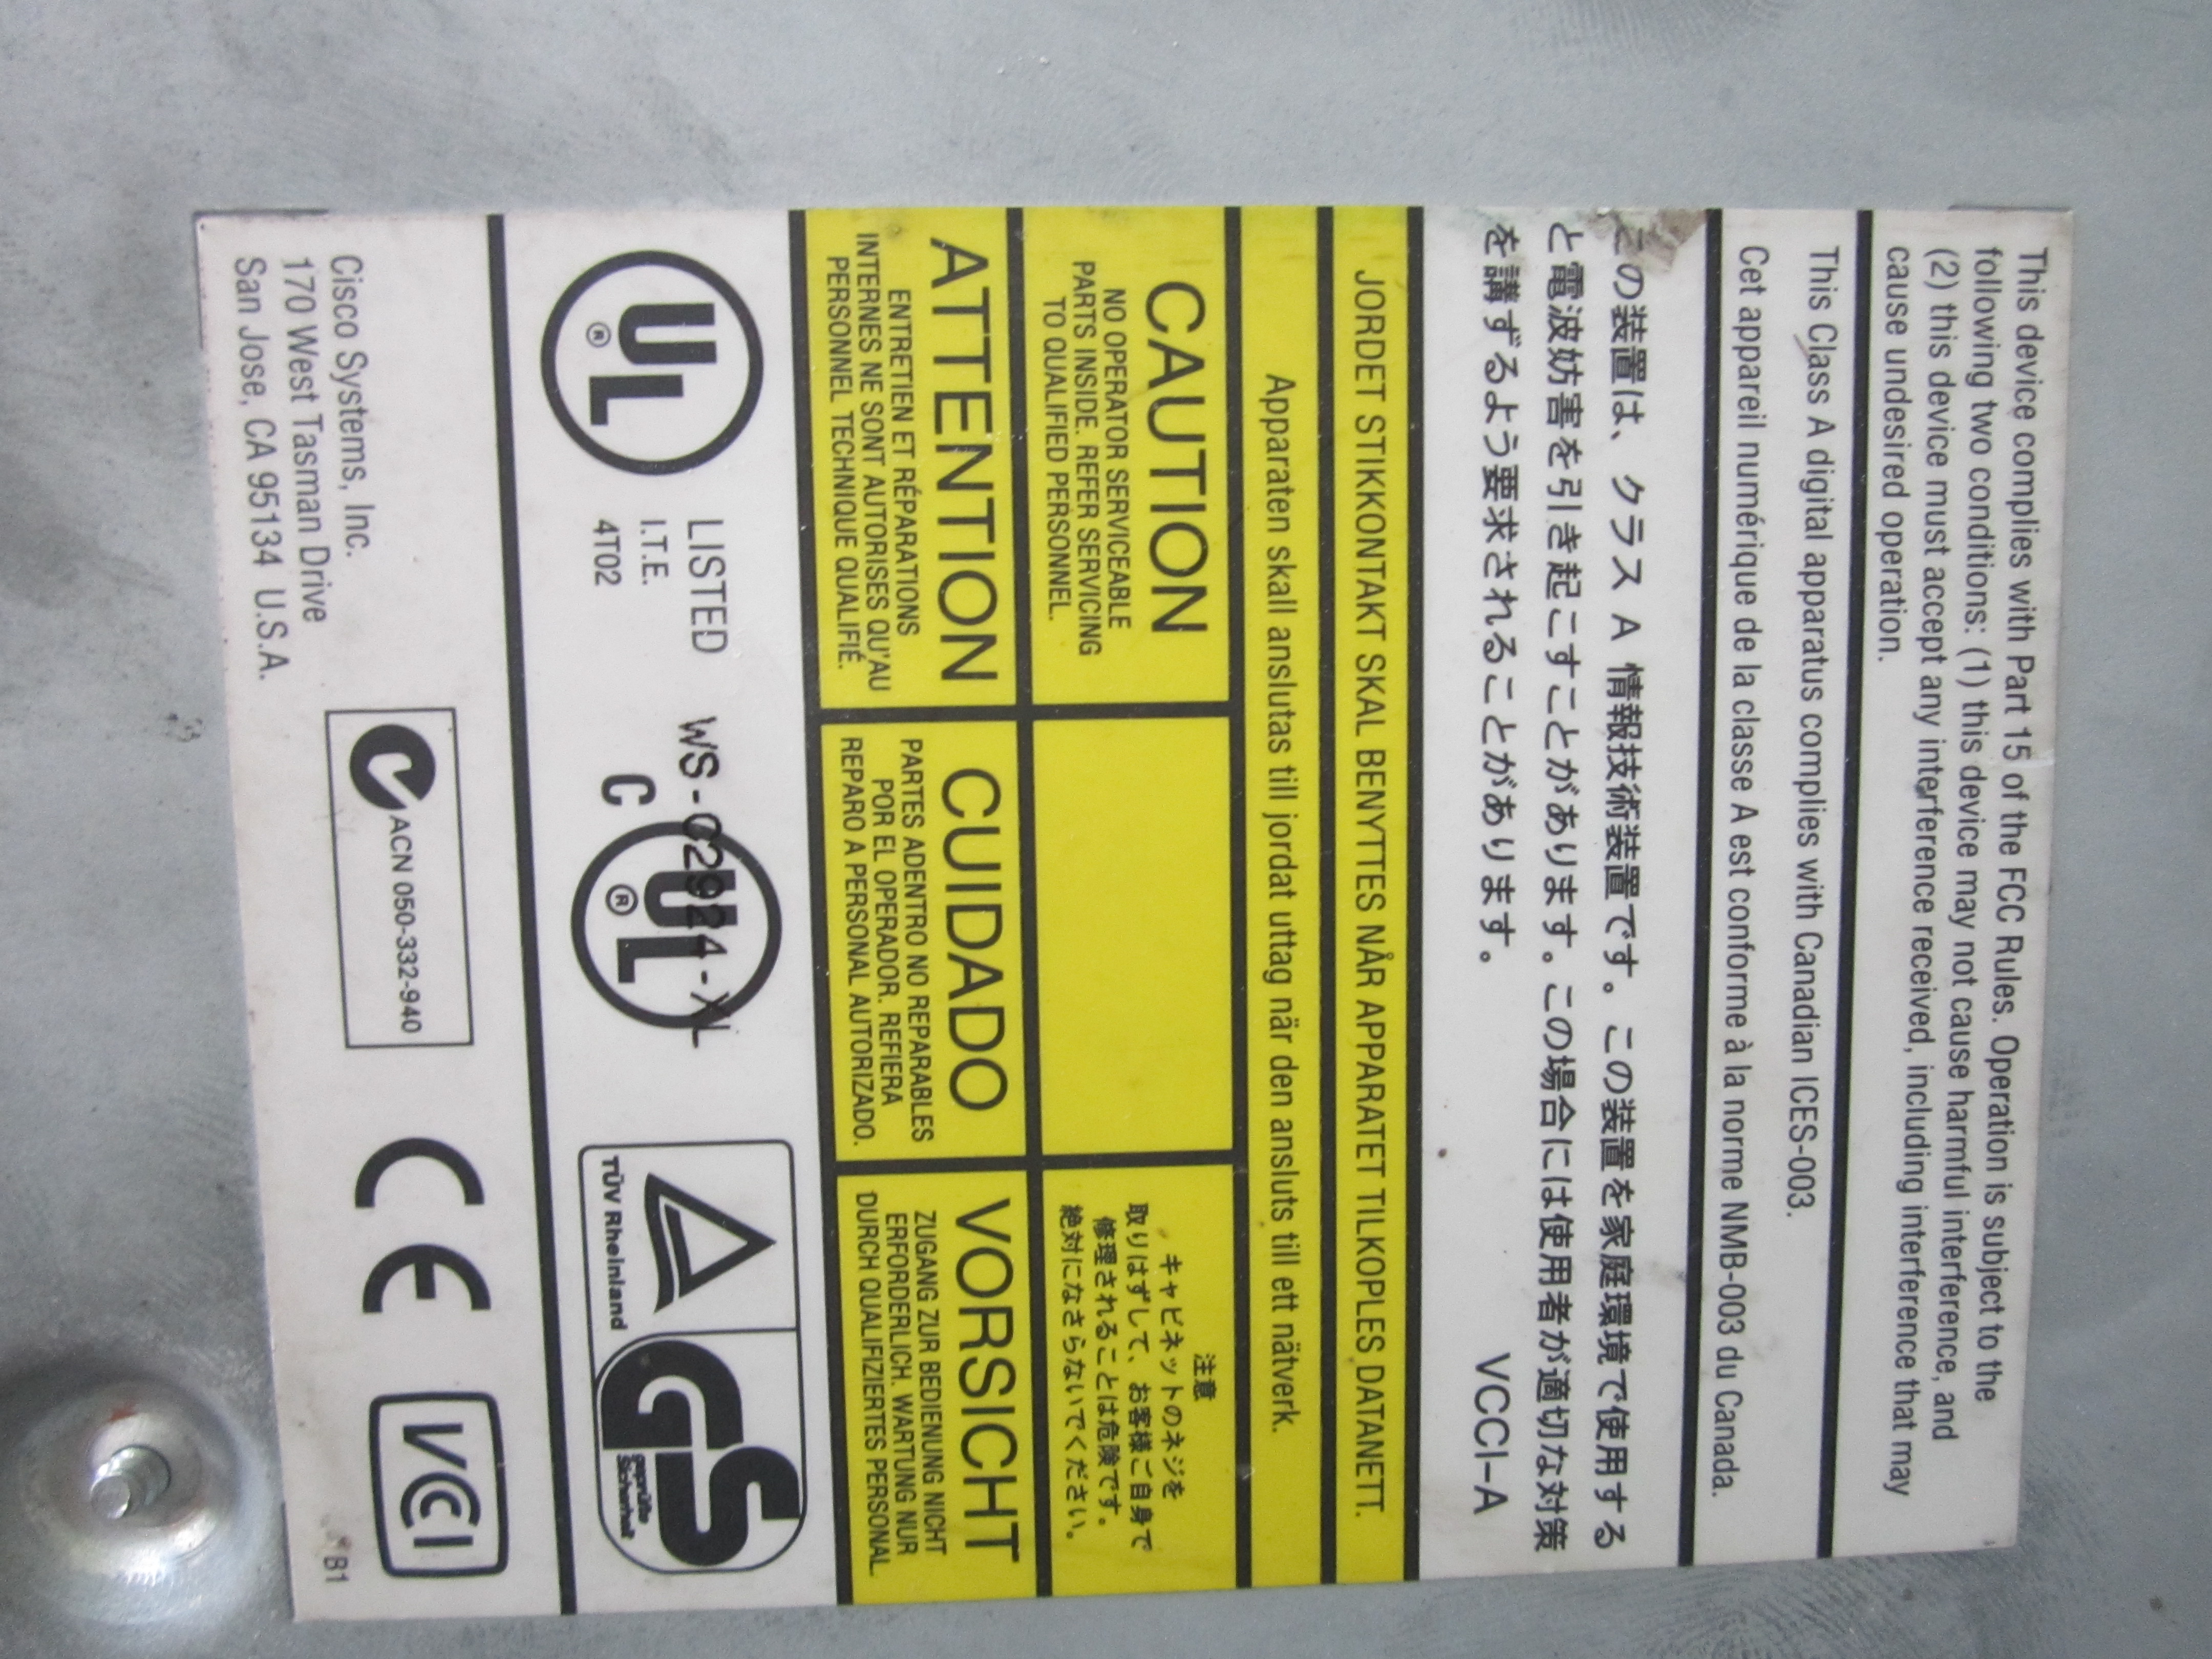 This device complies with Part 15 of the FCC Rules. Operation is subject to the
following two conditions: (1) this device may not cause harmful interference, and
(2) this device must accept any interference received, including interference that may
cause undesired operation.
This Class A digital apparatus complies with Canadian ICES-003.
Cet appareil numérique de la classe A est conforme à la norme NMB-003 du Canada.
この装置は、クラス A 情報技術装置です。この装置を家庭環境で使用する
と電波妨害を引き起こすことがあります。この場合には使用者が適切な対策
を講ずるよう要求されることがあります。
VCCI-A
JORDET STIKKONTAKT SKAL BENYTTES NÅR APPARATET TILKOPLES DATANETT.
Apparaten skall anslutas till jordat uttag när den ansluts till ett nätverk.
CAUTION
NO OPERATOR SERVICEABLE
PARTS INSIDE. REFER SERVICING
TO QUALIFIED PERSONNEL.
注意
キャビネットのネジを
取りはずして、お客様ご自身で
修理されることは危険です。
絶対になさらないでください。
ATTENTION
ENTRETIEN ET RÉPARATIONS
INTERNES NE SONT AUTORISÉS QU'AU
PERSONNEL TECHNIQUE QUALIFIÉ.
CUIDADO
PARTES ADENTRO NO REPARABLES
POR EL OPERADOR. REFIERA
REPARO A PERSONAL AUTORIZADO.
VORSICHT
ZUGANG ZUR BEDIENUNG NICHT
ERFORDERLICH. WARTUNG NUR
DURCH QUALIFIZIERTES PERSONAL.
UL ®
LISTED
I.T.E.
4T02
WS-C2924-XL
C UL ®
TÜV Rheinland
GS
geprüfte
Sicherheit
Cisco Systems, Inc.
170 West Tasman Drive
San Jose, CA 95134 U.S.A.
ACN 050-332-940
CE
VCCI
B1